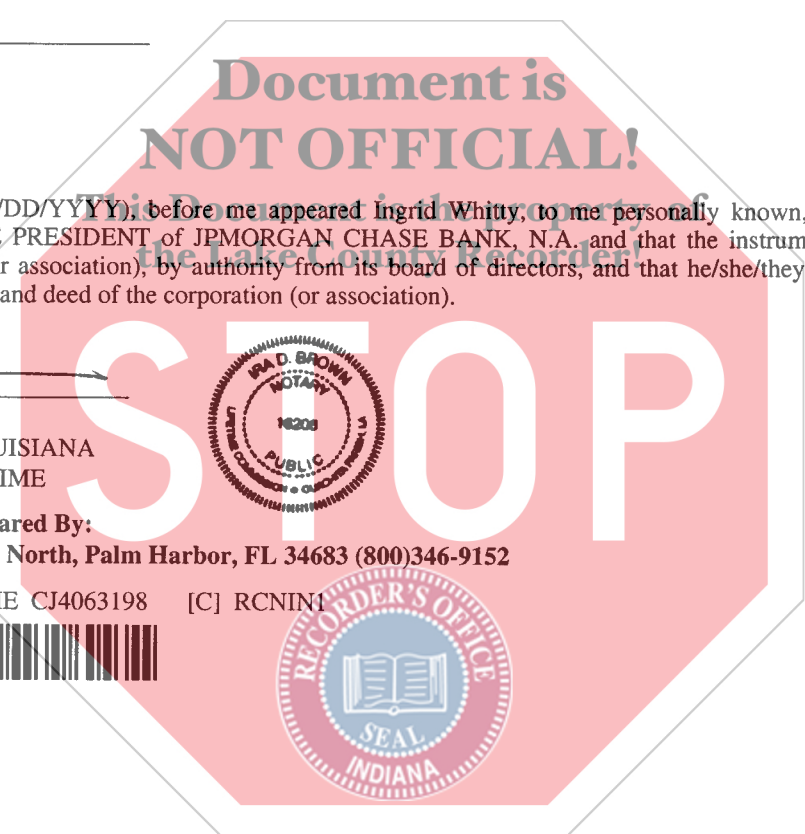 Document is
NOT OFFICIAL!
This Document is the property of
the Lake County Recorder!
/DD/YYYY), before me appeared Ingrid Whitty, to me personally known,
PRESIDENT of JPMORGAN CHASE BANK, N.A. and that the instrum
r association), by authority from its board of directors, and that he/she/they
and deed of the corporation (or association).
STOP
IRA D. BROWN
NOTARY
16206
PUBLIC
LIFETIME COMMISSION
UISIANA
IME
ared By:
North, Palm Harbor, FL 34683 (800)346-9152
E CJ4063198 [C] RCNIN1
RECORDER'S OFFICE
SEAL
INDIANA